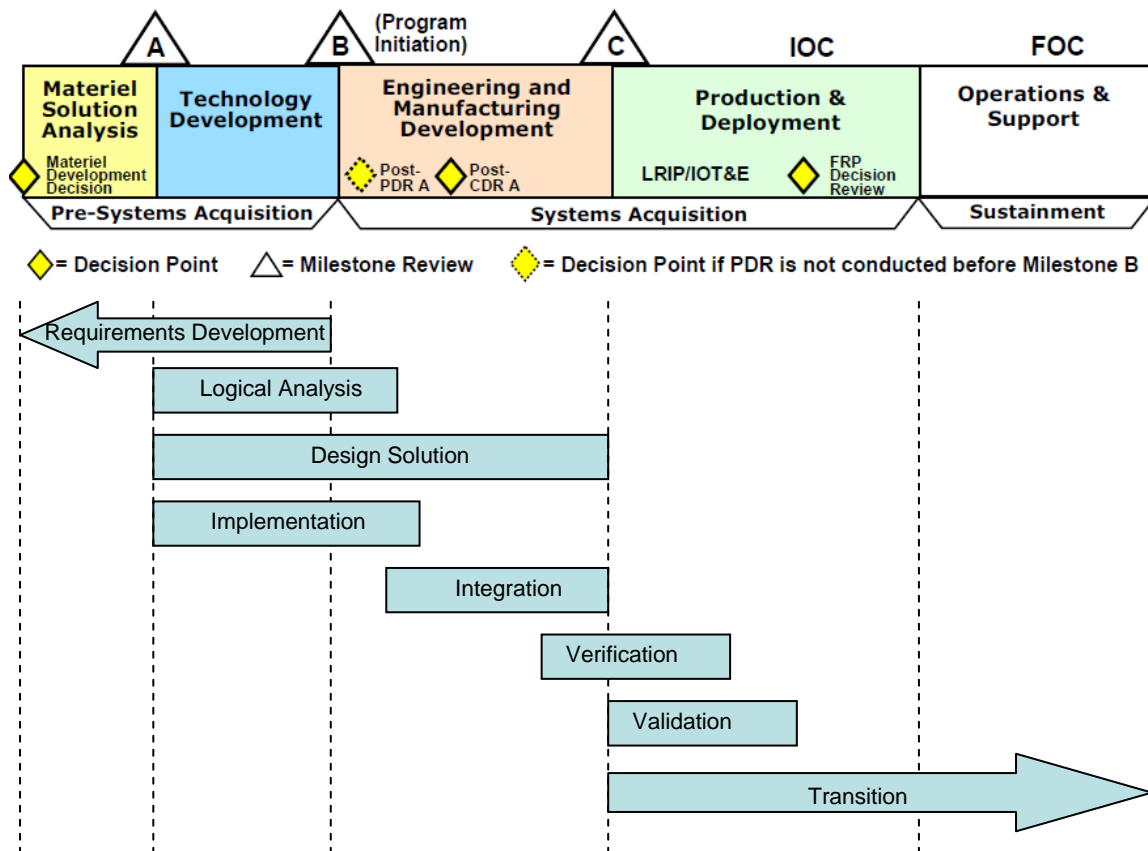 A
B
(Program
Initiation)
C
IOC
FOC
Materiel
Solution
Analysis
Technology
Development
Engineering and
Manufacturing
Development
Production &
Deployment
Operations &
Support
Materiel
Development
Decision
Post-
PDR A
Post-
CDR A
LRIP/IOT&E
FRP
Decision
Review
Pre-Systems Acquisition
Systems Acquisition
Sustainment
= Decision Point
= Milestone Review
= Decision Point if PDR is not conducted before Milestone B
Requirements Development
Logical Analysis
Design Solution
Implementation
Integration
Verification
Validation
Transition